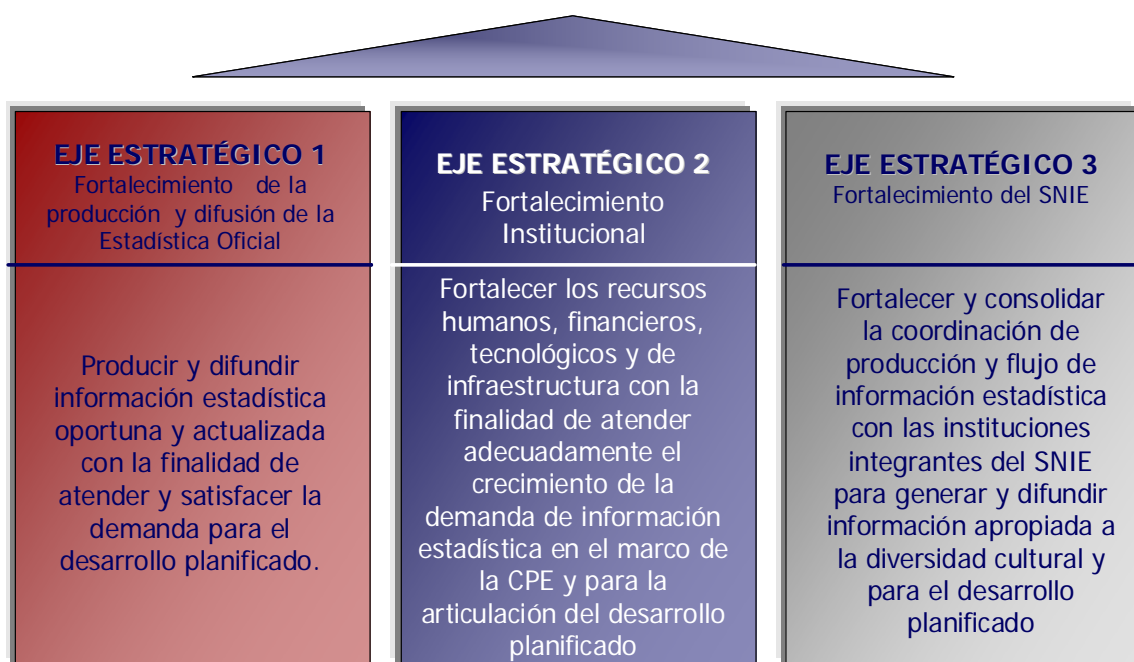 EJE ESTRATÉGICO 1
Fortalecimiento de la
producción y difusión de la
Estadística Oficial
Producir y difundir
información estadística
oportuna y actualizada
con la finalidad de
atender y satisfacer la
demanda para el
desarrollo planificado.
EJE ESTRATÉGICO 2
Fortalecimiento
Institucional
Fortalecer los recursos
humanos, financieros,
tecnológicos y de
infraestructura con la
finalidad de atender
adecuadamente el
crecimiento de la
demanda de información
estadística en el marco de
la CPE y para la
articulación del desarrollo
planificado
EJE ESTRATÉGICO 3
Fortalecimiento del SNIE
Fortalecer y consolidar
la coordinación de
producción y flujo de
información estadística
con las instituciones
integrantes del SNIE
para generar y difundir
información apropiada a
la diversidad cultural y
para el desarrollo
planificado